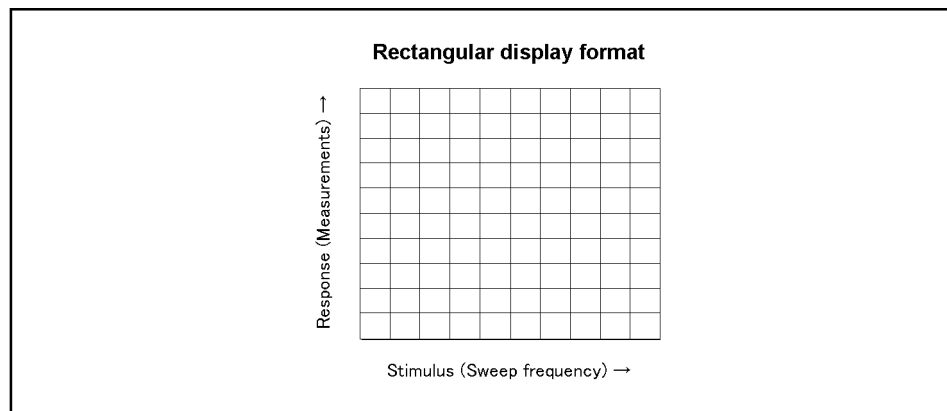 Rectangular display format
Response (Measurements) →
Stimulus (Sweep frequency) →